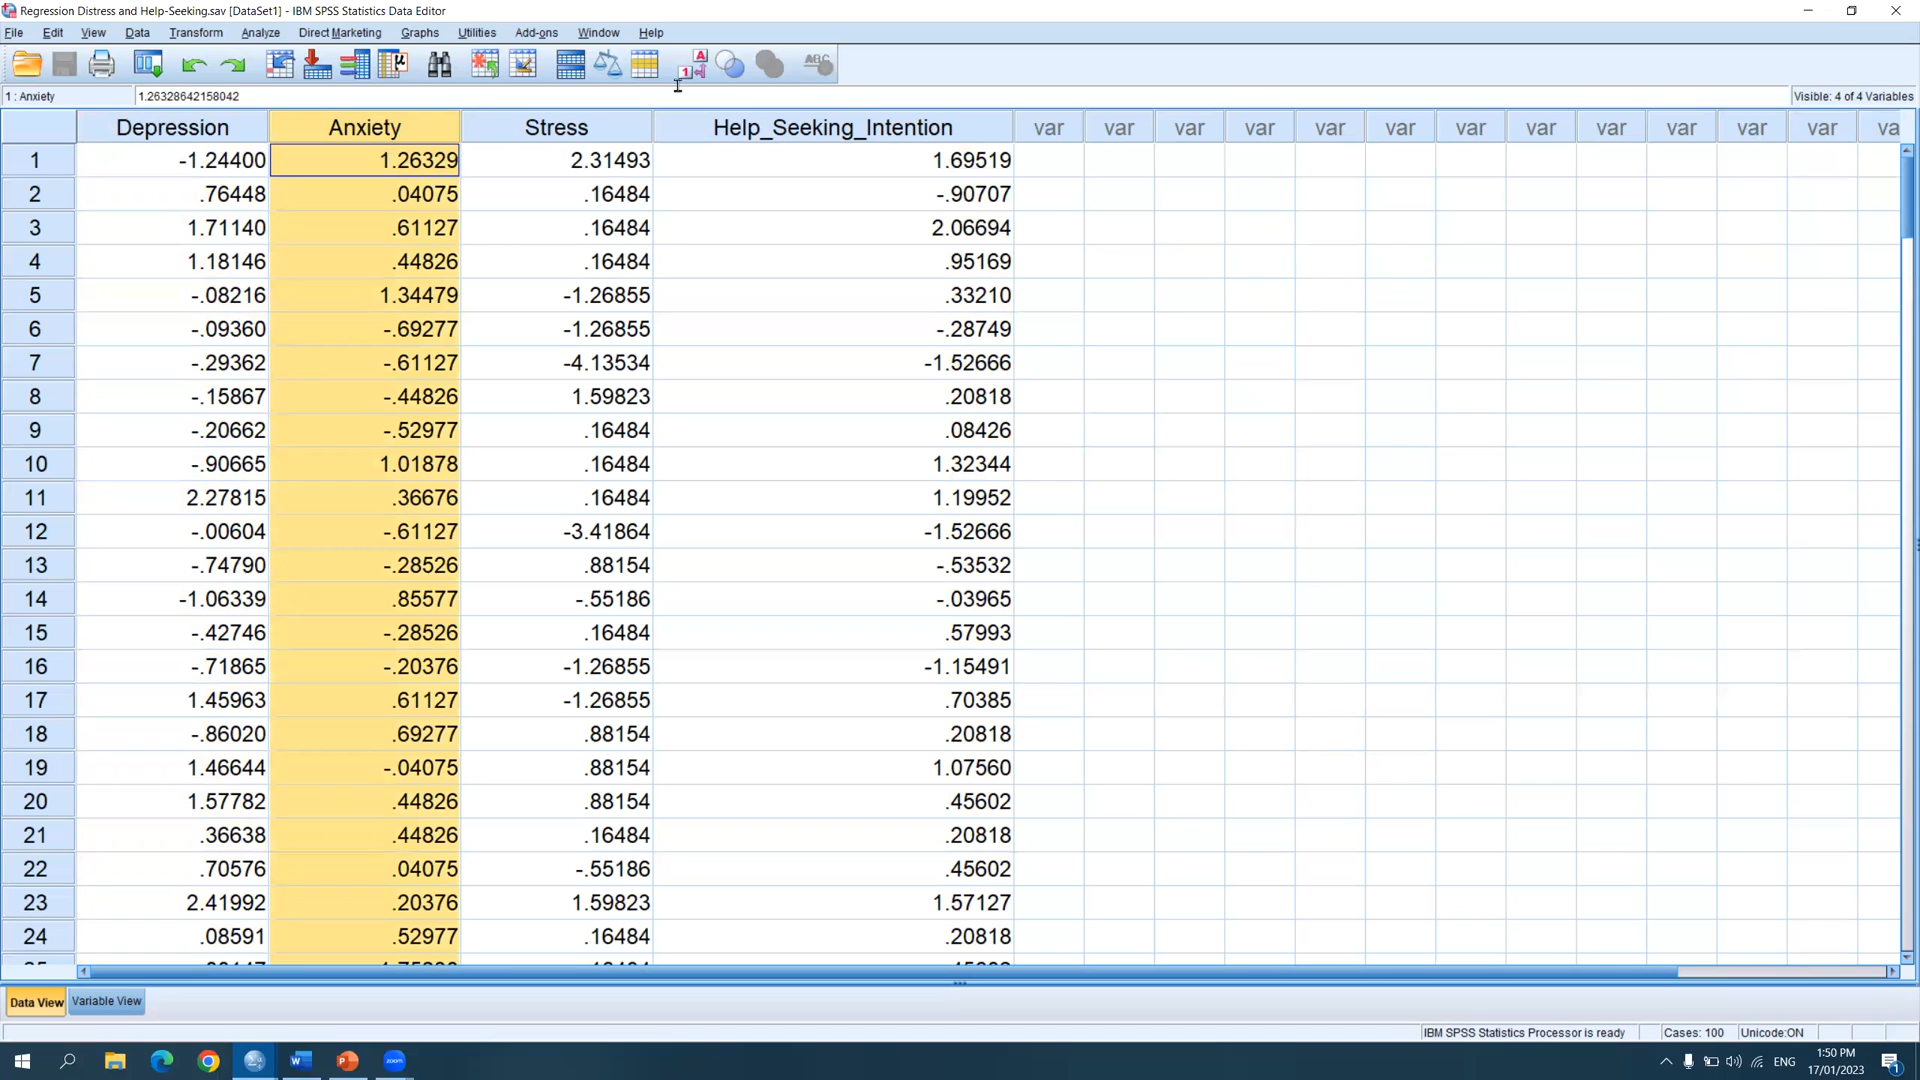 Regression Distress and Help-Seeking.sav [DataSet1] - IBM SPSS Statistics Data Editor
File Edit View Data Transform Analyze Direct Marketing Graphs Utilities Add-ons Window Help
1 : Anxiety 1.26328642158042 Visible: 4 of 4 Variables
Depression Anxiety Stress Help_Seeking_Intention var var var var var var var var var var var var va
1 -1.24400 1.26329 2.31493 1.69519
2 .76448 .04075 .16484 -.90707
3 1.71140 .61127 .16484 2.06694
4 1.18146 .44826 .16484 .95169
5 -.08216 1.34479 -1.26855 .33210
6 -.09360 -.69277 -1.26855 -.28749
7 -.29362 -.61127 -4.13534 -1.52666
8 -.15867 -.44826 1.59823 .20818
9 -.20662 -.52977 .16484 .08426
10 -.90665 1.01878 .16484 1.32344
11 2.27815 .36676 .16484 1.19952
12 -.00604 -.61127 -3.41864 -1.52666
13 -.74790 -.28526 .88154 -.53532
14 -1.06339 .85577 -.55186 -.03965
15 -.42746 -.28526 .16484 .57993
16 -.71865 -.20376 -1.26855 -1.15491
17 1.45963 .61127 -1.26855 .70385
18 -.86020 .69277 .88154 .20818
19 1.46644 -.04075 .88154 1.07560
20 1.57782 .44826 .88154 .45602
21 .36638 .44826 .16484 .20818
22 .70576 .04075 -.55186 .45602
23 2.41992 .20376 1.59823 1.57127
24 .08591 .52977 .16484 .20818
Data View Variable View
IBM SPSS Statistics Processor is ready Cases: 100 Unicode:ON
zoom ENG 1:50 PM
17/01/2023